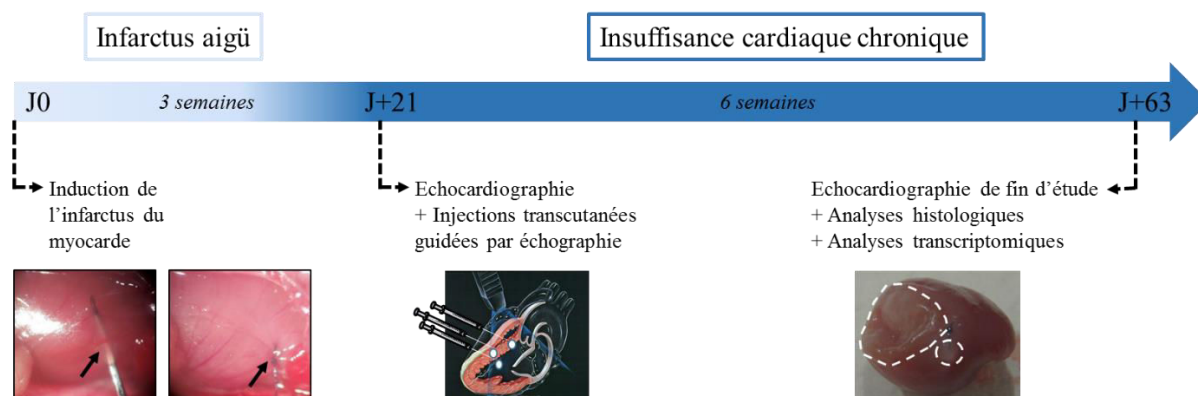 Infarctus aigü
Insuffisance cardiaque chronique
J0
3 semaines
J+21
6 semaines
J+63
Induction de
l’infarctus du
myocarde
Echocardiographie
+ Injections transcutanées
guidées par échographie
Echocardiographie de fin d’étude
+ Analyses histologiques
+ Analyses transcriptomiques